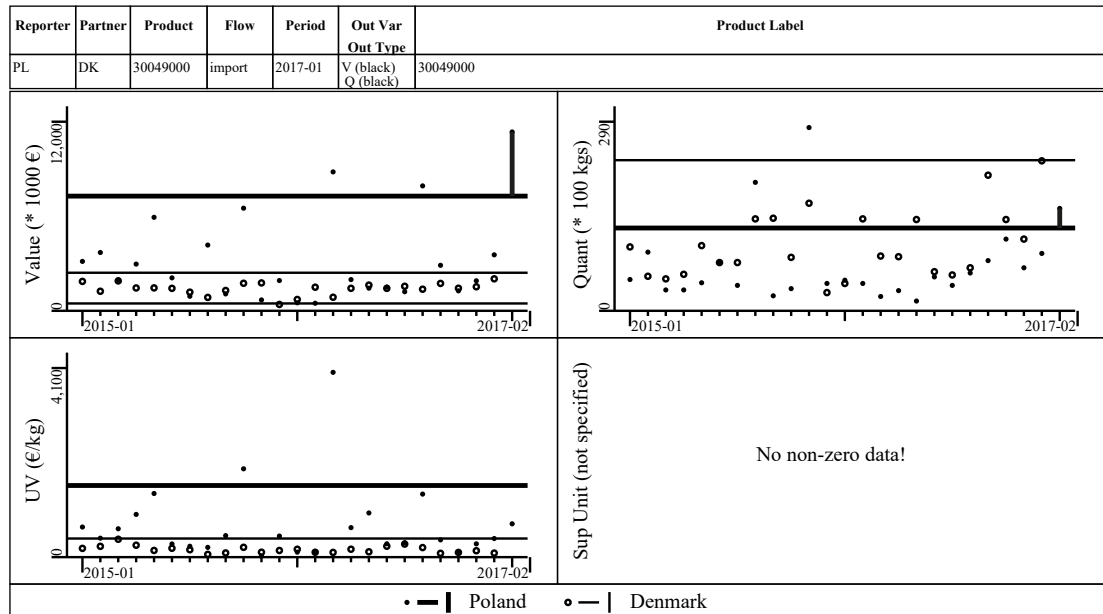 Reporter Partner Product Flow Period Out Var Product Label
Out Type
PL DK 30049000 import 2017-01 V (black) 30049000
Q (black)
Value (* 1000 €)
12,000
0
2015-01 2017-02
Quant (* 100 kgs)
290
0
2015-01 2017-02
UV (€/kg)
4,100
0
2015-01 2017-02
Sup Unit (not specified)
No non-zero data!
Poland Denmark